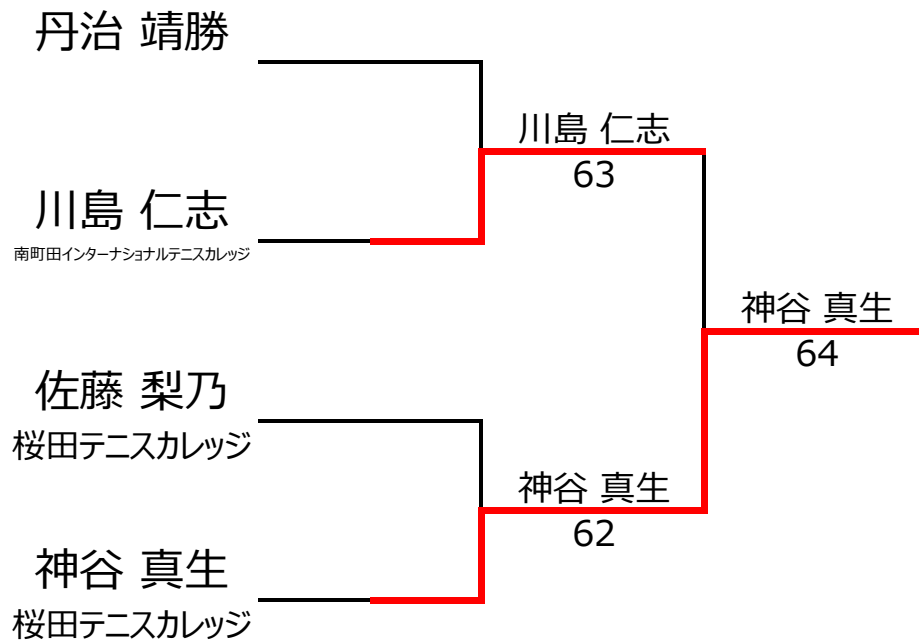 丹治 靖勝
川島 仁志
63
川島 仁志
南町田インターナショナルテニスカレッジ
神谷 真生
64
佐藤 梨乃
桜田テニスカレッジ
神谷 真生
62
神谷 真生
桜田テニスカレッジ